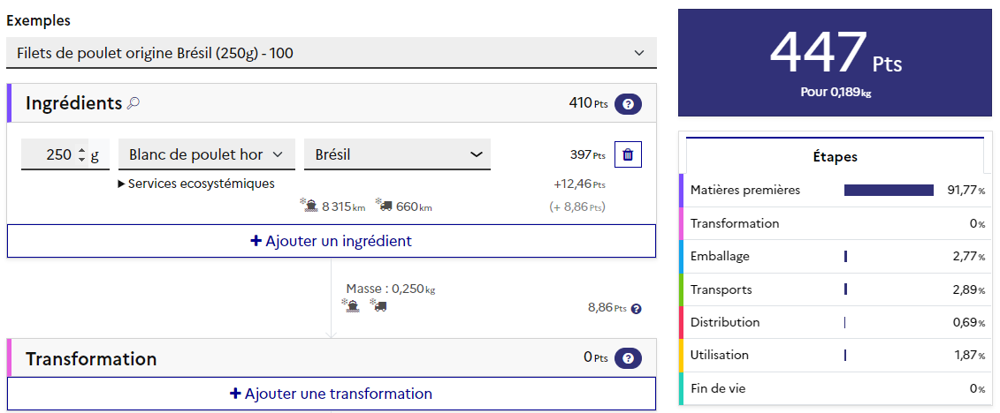 Exemples
Filets de poulet origine Brésil (250g) - 100
Ingrédients 410 Pts ?
250 g Blanc de poulet hor Brésil 397 Pts
Services ecosystémiques +12,46 Pts
8 315 km 660 km (+ 8,86 Pts)
+ Ajouter un ingrédient
Masse : 0,250 kg
8,86 Pts ?
Transformation 0 Pts ?
+ Ajouter une transformation
447 Pts
Pour 0,189 kg
Étapes
Matières premières 91,77 %
Transformation 0 %
Emballage 2,77 %
Transports 2,89 %
Distribution 0,69 %
Utilisation 1,87 %
Fin de vie 0 %